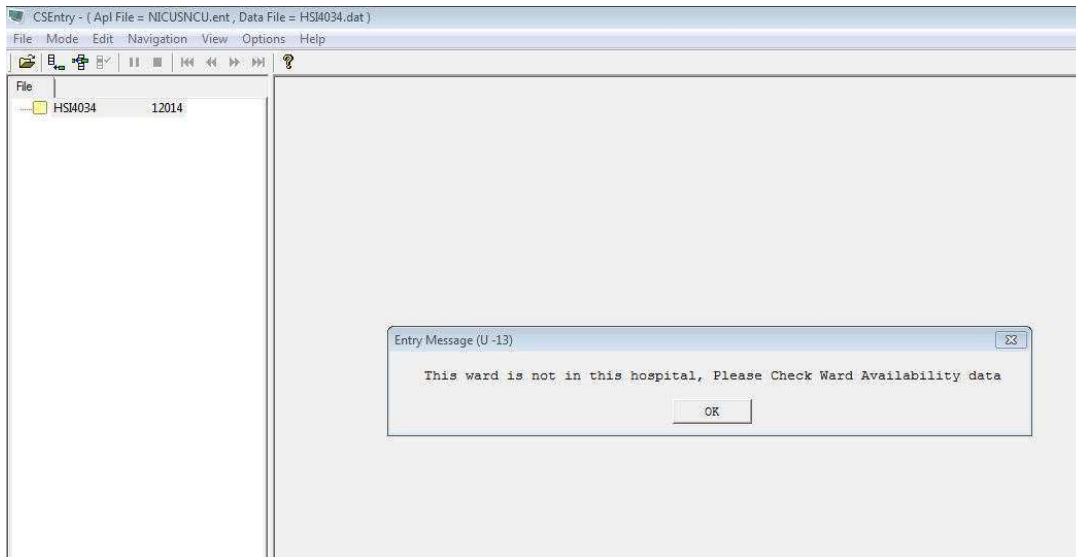 CSEntry - ( Apl File = NICUSNCU.ent , Data File = HSI4034.dat )
File Mode Edit Navigation View Options Help
File
HSI4034 12014
Entry Message (U -13)
This ward is not in this hospital, Please Check Ward Availability data
OK